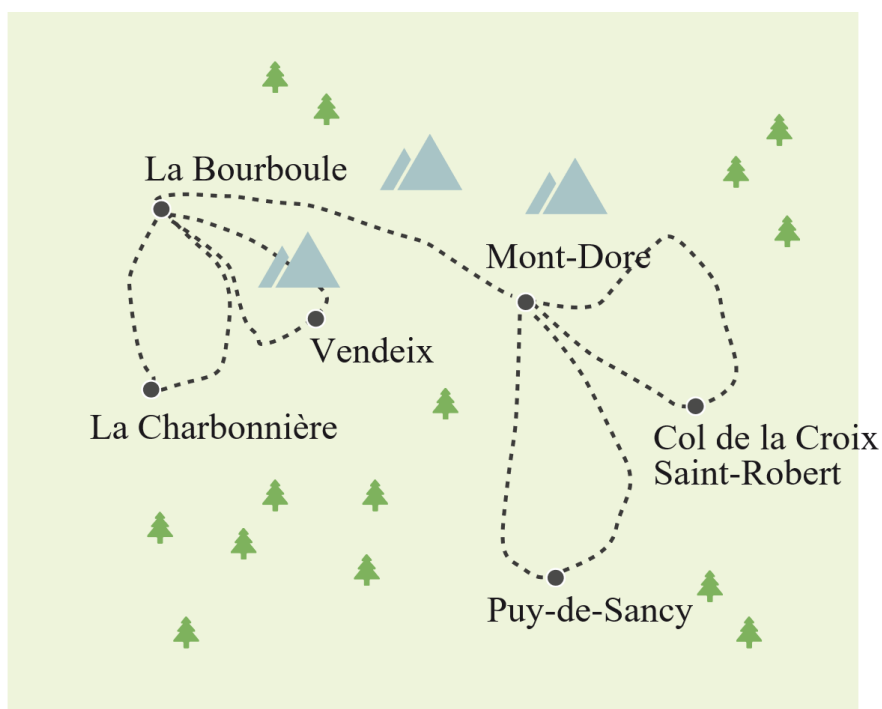 La Bourboule
Mont-Dore
Vendeix
La Charbonnière
Col de la Croix
Saint-Robert
Puy-de-Sancy